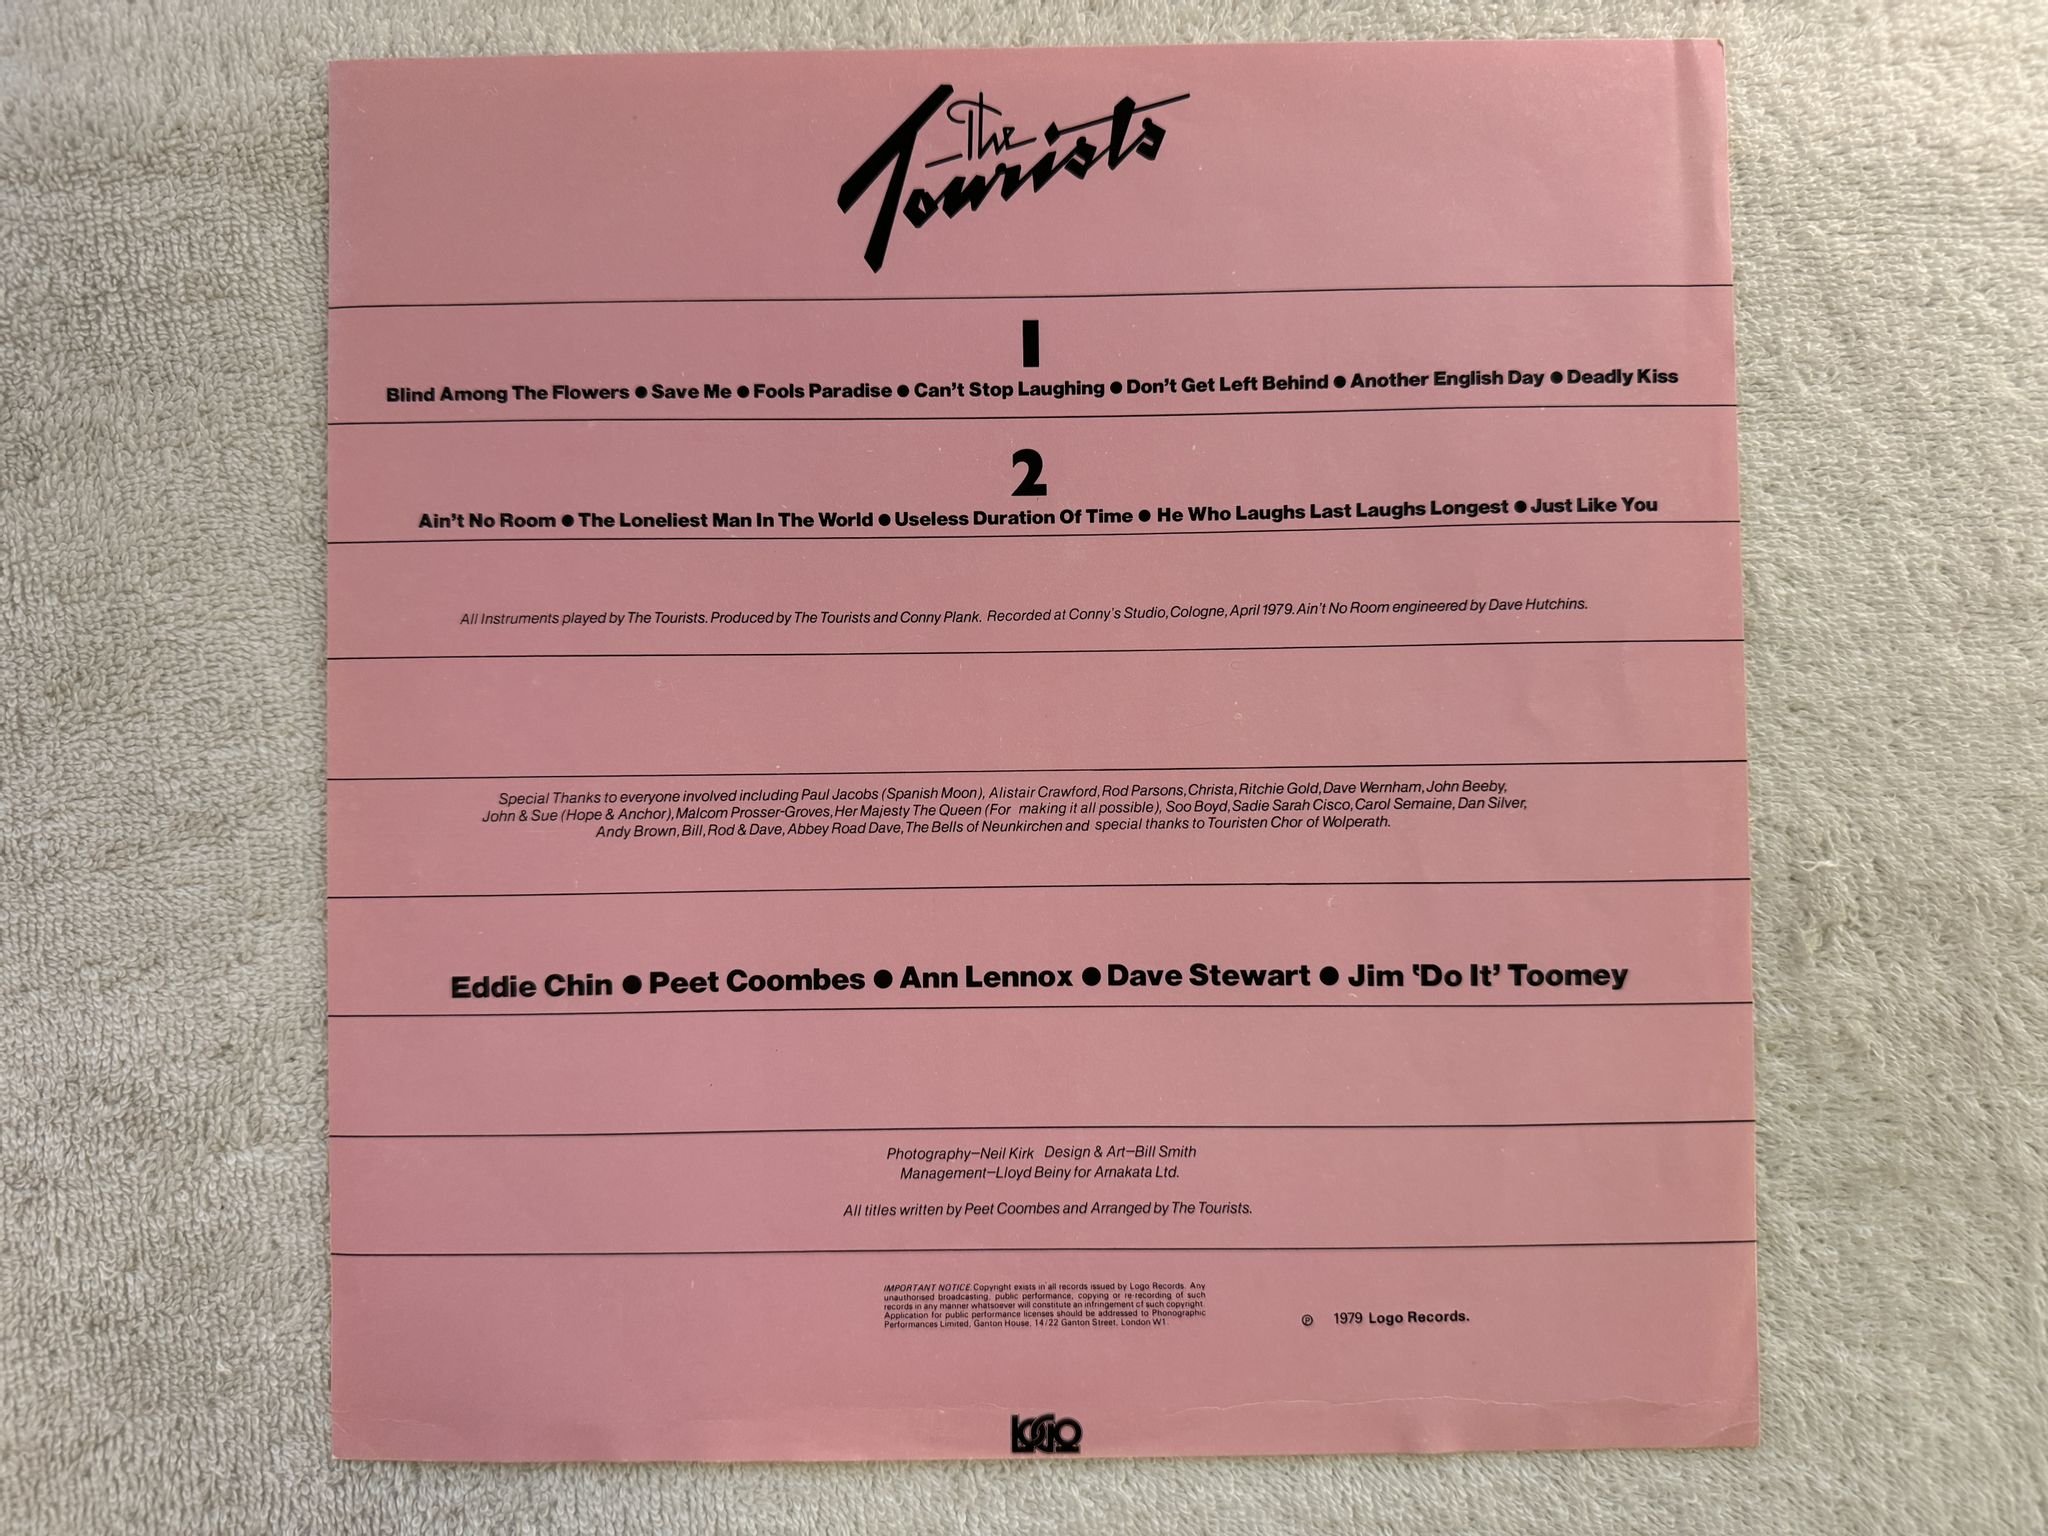 The Tourists
1
Blind Among The Flowers ● Save Me ● Fools Paradise ● Can't Stop Laughing ● Don't Get Left Behind ● Another English Day ● Deadly Kiss
2
Ain't No Room ● The Loneliest Man In The World ● Useless Duration Of Time ● He Who Laughs Last Laughs Longest ● Just Like You
All Instruments played by The Tourists. Produced by The Tourists and Conny Plank. Recorded at Conny's Studio, Cologne, April 1979. Ain't No Room engineered by Dave Hutchins.
Special Thanks to everyone involved including Paul Jacobs (Spanish Moon), Alistair Crawford, Rod Parsons, Christa, Ritchie Gold, Dave Wernham, John Beeby,
John & Sue (Hope & Anchor), Malcom Prosser-Groves, Her Majesty The Queen (For making it all possible), Soo Boyd, Sadie Sarah Cisco, Carol Semaine, Dan Silver,
Andy Brown, Bill, Rod & Dave, Abbey Road Dave, The Bells of Neunkirchen and special thanks to Touristen Chor of Wolperath.
Eddie Chin ● Peet Coombes ● Ann Lennox ● Dave Stewart ● Jim 'Do It' Toomey
Photography—Neil Kirk Design & Art—Bill Smith
Management—Lloyd Beiny for Arnakata Ltd.
All titles written by Peet Coombes and Arranged by The Tourists.
IMPORTANT NOTICE Copyright exists in all records issued by Logo Records. Any
unauthorised broadcasting, public performance, copying or re-recording of such
records in any manner whatsoever will constitute an infringement of such copyright.
Application for public performance licenses should be addressed to Phonographic
Performances Limited, Ganton House, 14/22 Ganton Street, London W1.
℗ 1979 Logo Records.
LOGO